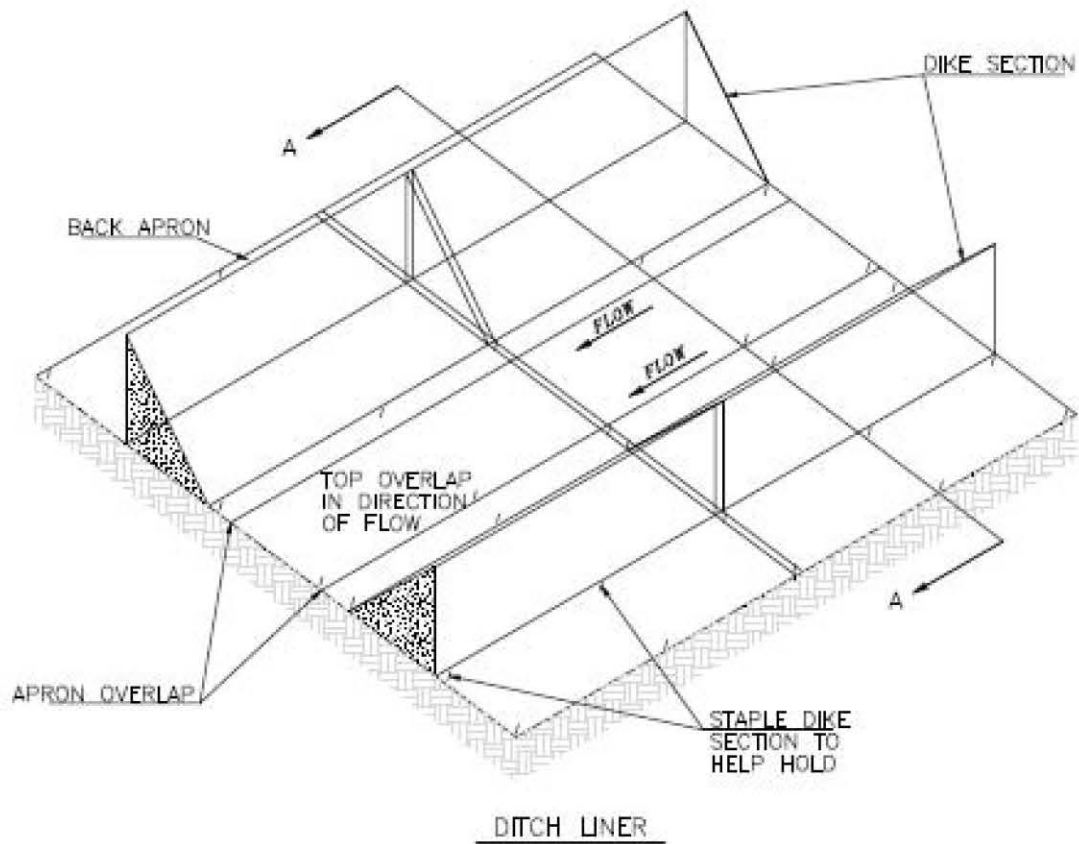 DIKE SECTION
A
BACK APRON
FLOW
FLOW
TOP OVERLAP
IN DIRECTION
OF FLOW
A
APRON OVERLAP
STAPLE DIKE
SECTION TO
HELP HOLD
DITCH LINER